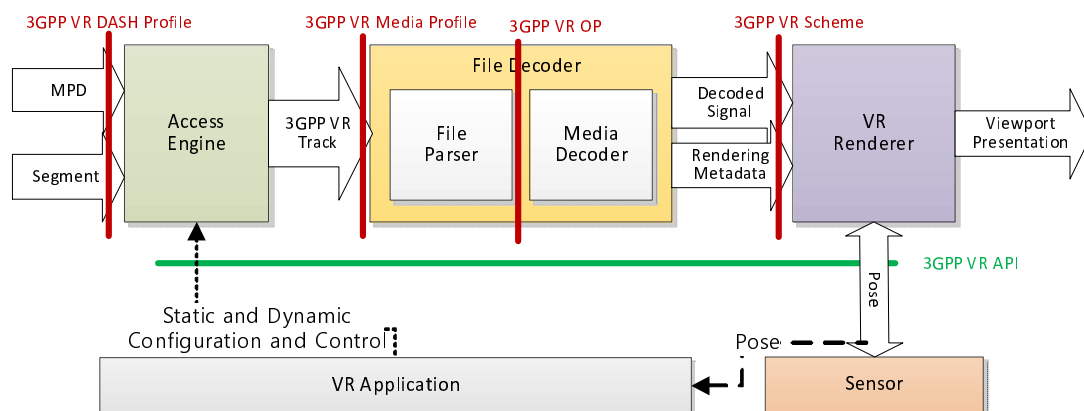 3GPP VR DASH Profile
3GPP VR Media Profile
3GPP VR OP
3GPP VR Scheme
MPD
Segment
Access
Engine
3GPP VR
Track
File Decoder
File
Parser
Media
Decoder
Decoded
Signal
Rendering
Metadata
VR
Renderer
Viewport
Presentation
3GPP VR API
Pose
Static and Dynamic
Configuration and Control
Pose
VR Application
Sensor